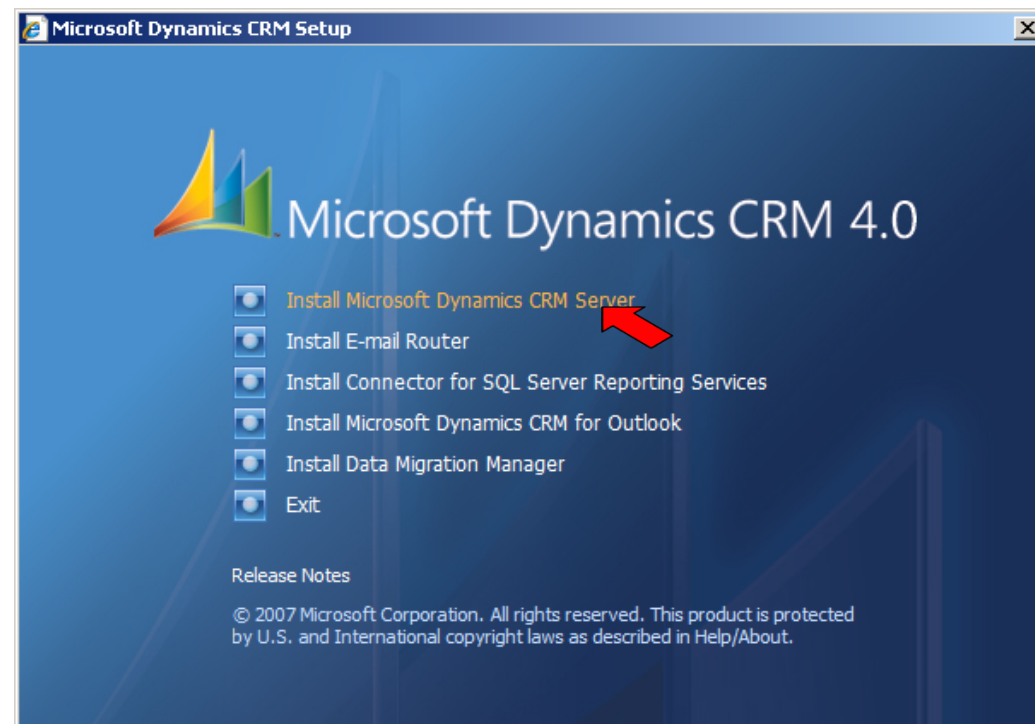 Microsoft Dynamics CRM Setup
Microsoft Dynamics CRM 4.0
Install Microsoft Dynamics CRM Server
Install E-mail Router
Install Connector for SQL Server Reporting Services
Install Microsoft Dynamics CRM for Outlook
Install Data Migration Manager
Exit
Release Notes
© 2007 Microsoft Corporation. All rights reserved. This product is protected
by U.S. and International copyright laws as described in Help/About.